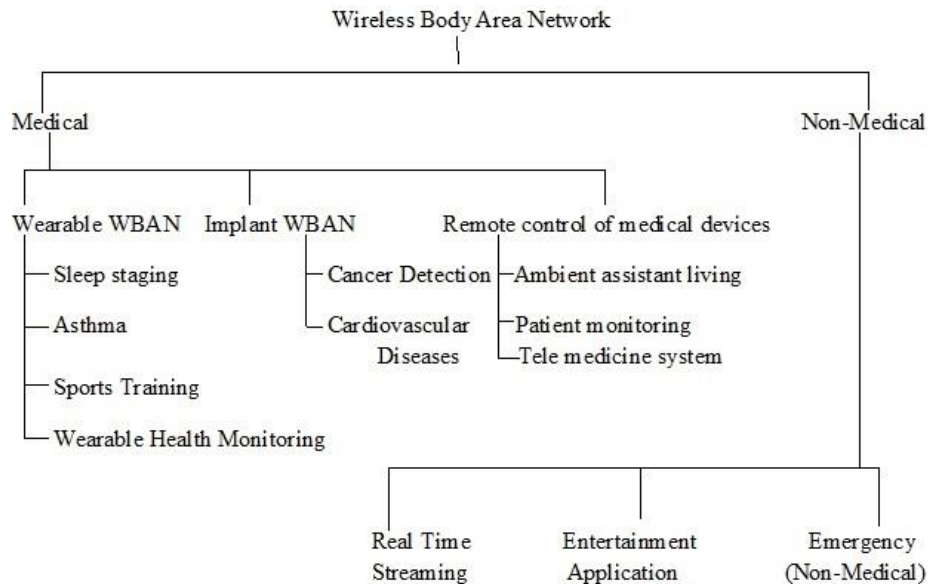 Wireless Body Area Network
Medical
Non-Medical
Wearable WBAN
Implant WBAN
Remote control of medical devices
Sleep staging
Asthma
Sports Training
Wearable Health Monitoring
Cancer Detection
Cardiovascular
Diseases
Ambient assistant living
Patient monitoring
Tele medicine system
Real Time
Streaming
Entertainment
Application
Emergency
(Non-Medical)